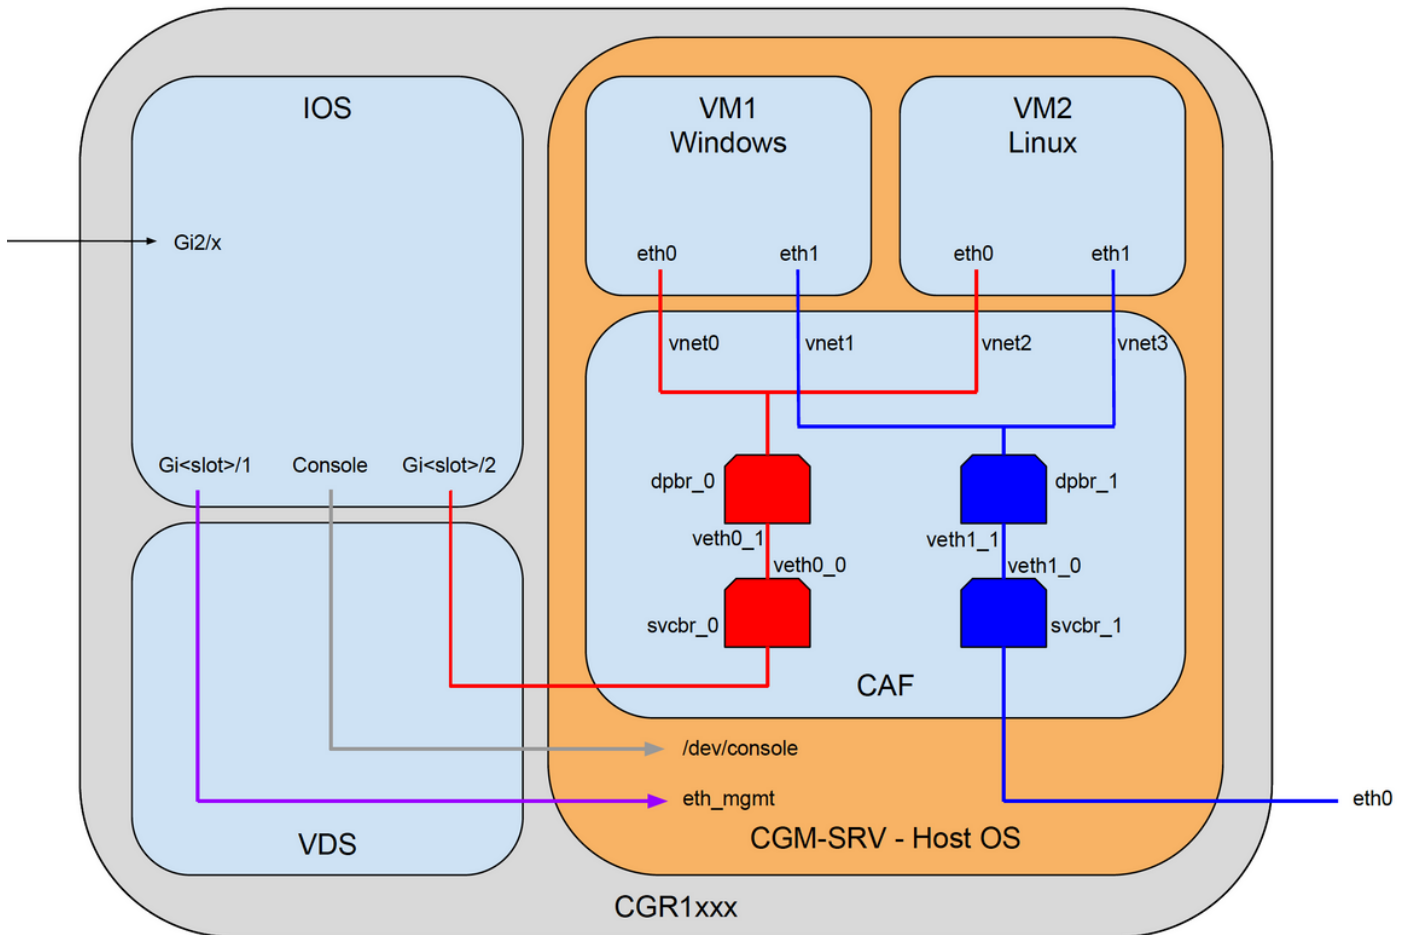 IOS
VM1
Windows
VM2
Linux
Gi2/x
eth0
eth1
eth0
eth1
vnet0
vnet1
vnet2
vnet3
Gi<slot>/1
Console
Gi<slot>/2
dpbr_0
dpbr_1
veth0_1
veth1_1
veth0_0
veth1_0
svcbr_0
svcbr_1
CAF
/dev/console
eth_mgmt
eth0
VDS
CGM-SRV - Host OS
CGR1xxx